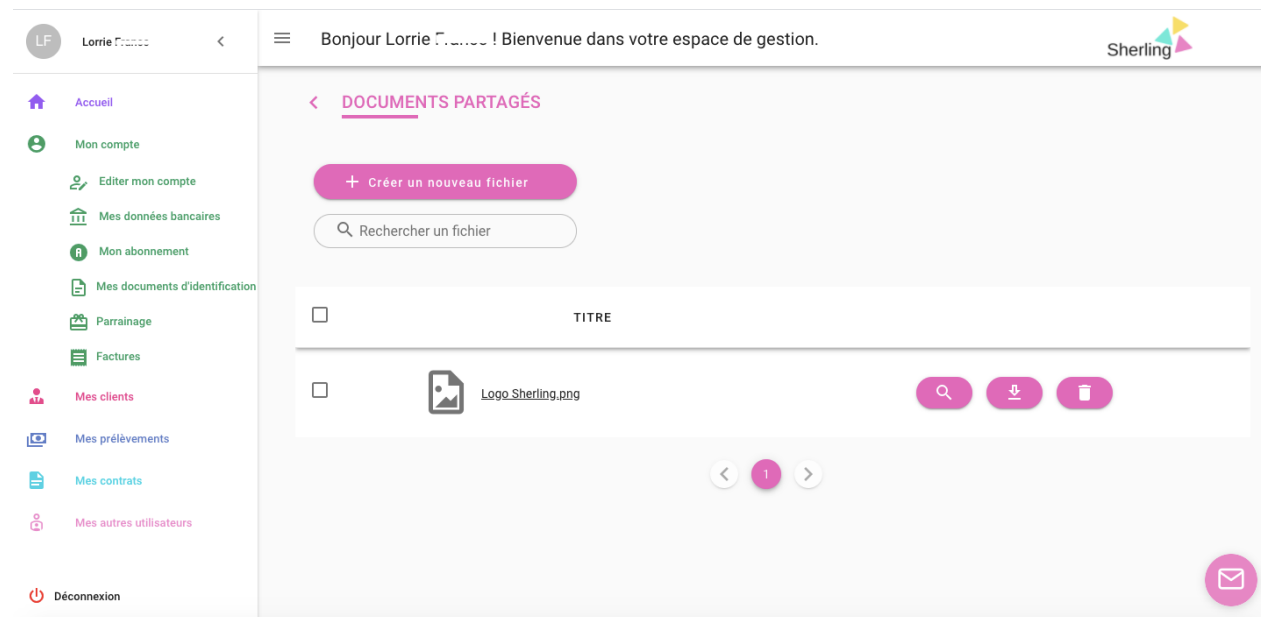 LF
Lorrie
Bonjour Lorrie ! Bienvenue dans votre espace de gestion.
Sherling
Accueil
Mon compte
Editer mon compte
Mes données bancaires
Mon abonnement
Mes documents d'identification
Parrainage
Factures
Mes clients
Mes prélèvements
Mes contrats
Mes autres utilisateurs
Déconnexion
DOCUMENTS PARTAGÉS
Créer un nouveau fichier
Rechercher un fichier
TITRE
Logo Sherling.png
1